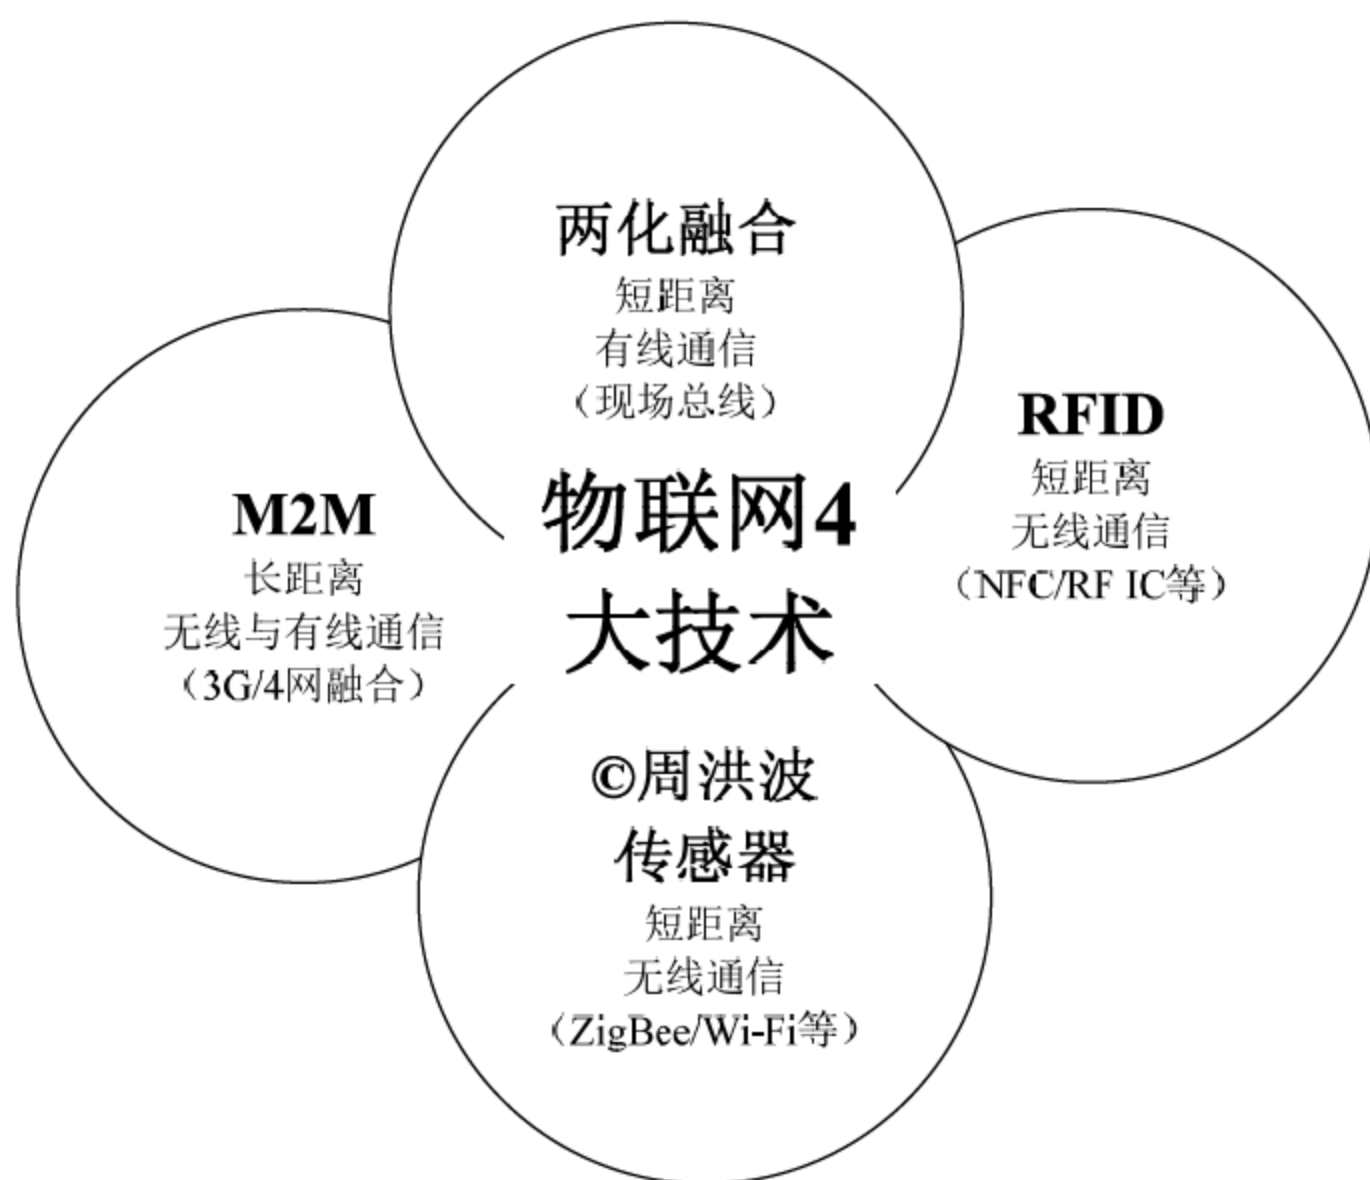 两化融合
短距离
有线通信
（现场总线）
RFID
短距离
无线通信
（NFC/RF IC等）
M2M
长距离
无线与有线通信
（3G/4网融合）
物联网4
大技术
©周洪波
传感器
短距离
无线通信
（ZigBee/Wi-Fi等）